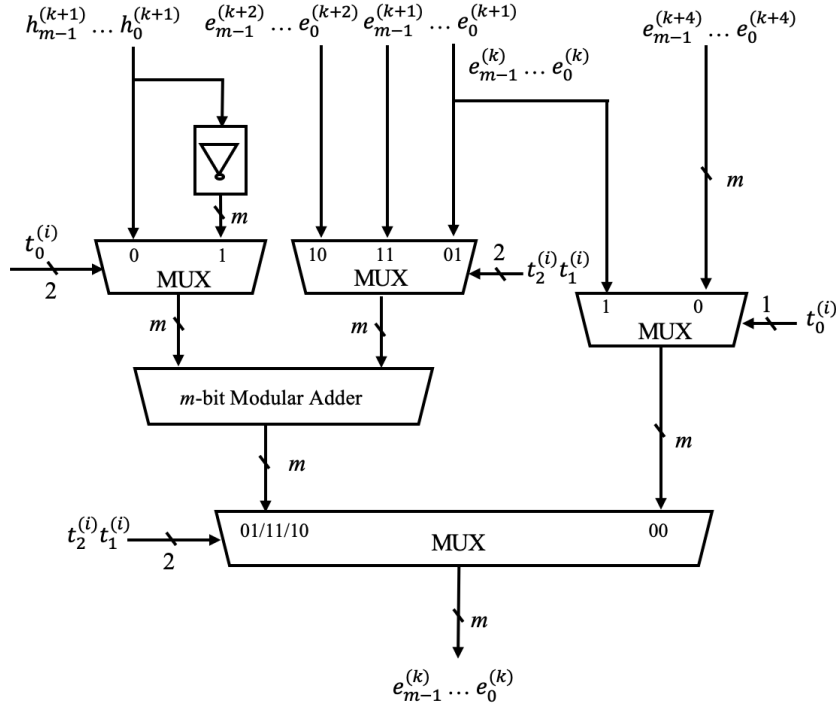 h_{m-1}^{(k+1)} … h_0^{(k+1)} e_{m-1}^{(k+2)} … e_0^{(k+2)} e_{m-1}^{(k+1)} … e_0^{(k+1)} e_{m-1}^{(k+4)} … e_0^{(k+4)}
e_{m-1}^{(k)} … e_0^{(k)}
m
m
t_0^{(i)}
2
0 1
MUX
10 11 01
MUX
2
t_2^{(i)} t_1^{(i)}
1 0
MUX
1
t_0^{(i)}
m
m
m-bit Modular Adder
m
m
t_2^{(i)} t_1^{(i)}
2
01/11/10 00
MUX
m
e_{m-1}^{(k)} … e_0^{(k)}